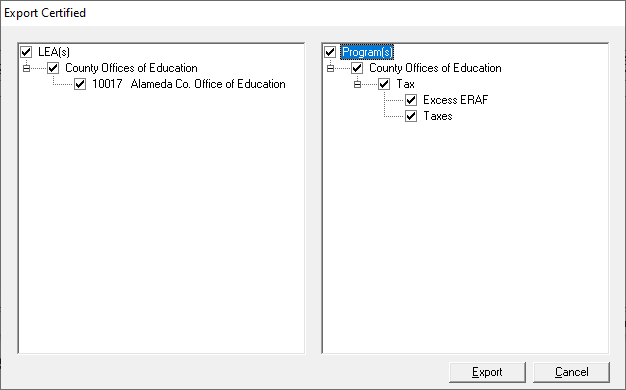 Export Certified
LEA(s)
County Offices of Education
10017 Alameda Co. Office of Education
Program(s)
County Offices of Education
Tax
Excess ERAF
Taxes
Export
Cancel